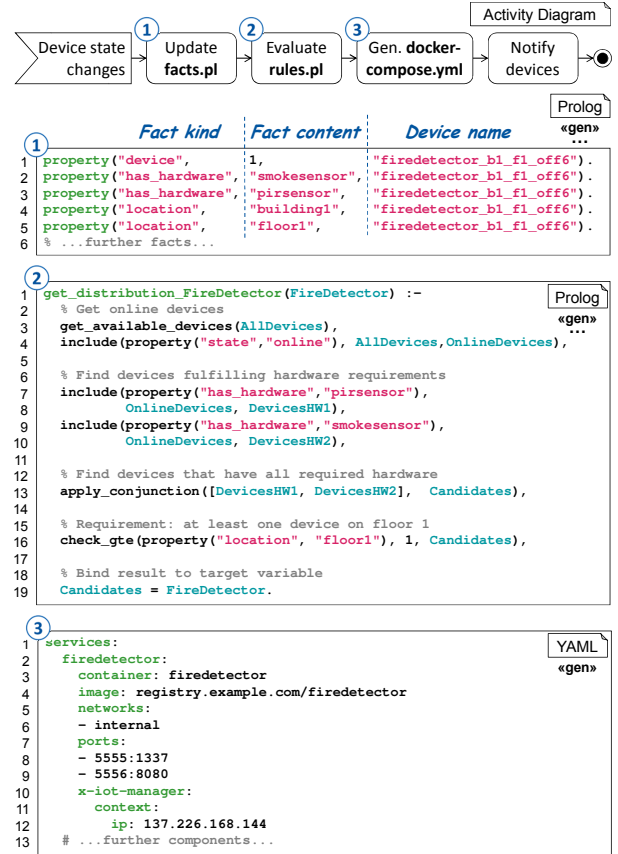 Activity Diagram
1 2 3
Device state changes
Update facts.pl
Evaluate rules.pl
Gen. docker-compose.yml
Notify devices
Prolog
«gen»
...
Fact kind Fact content Device name
1
1 property("device", 1, "firedetector_b1_f1_off6").
2 property("has_hardware", "smokesensor", "firedetector_b1_f1_off6").
3 property("has_hardware", "pirsensor", "firedetector_b1_f1_off6").
4 property("location", "building1", "firedetector_b1_f1_off6").
5 property("location", "floor1", "firedetector_b1_f1_off6").
6 % ...further facts...
2
Prolog
«gen»
...
1 get_distribution_FireDetector(FireDetector) :-
2 % Get online devices
3 get_available_devices(AllDevices),
4 include(property("state","online"), AllDevices,OnlineDevices),
5
6 % Find devices fulfilling hardware requirements
7 include(property("has_hardware","pirsensor"),
8 OnlineDevices, DevicesHW1),
9 include(property("has_hardware","smokesensor"),
10 OnlineDevices, DevicesHW2),
11
12 % Find devices that have all required hardware
13 apply_conjunction([DevicesHW1, DevicesHW2], Candidates),
14
15 % Requirement: at least one device on floor 1
16 check_gte(property("location", "floor1"), 1, Candidates),
17
18 % Bind result to target variable
19 Candidates = FireDetector.
3
YAML
«gen»
1 services:
2 firedetector:
3 container: firedetector
4 image: registry.example.com/firedetector
5 networks:
6 - internal
7 ports:
8 - 5555:1337
9 - 5556:8080
10 x-iot-manager:
11 context:
12 ip: 137.226.168.144
13 # ...further components...